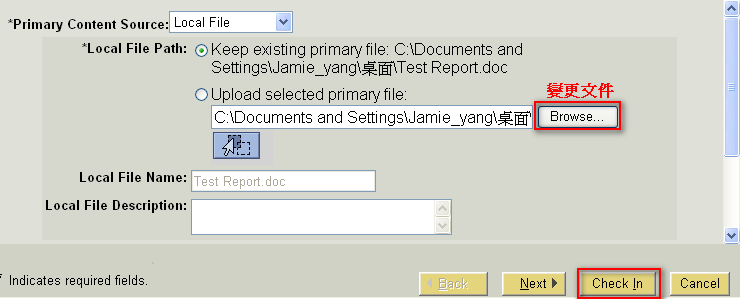 *Primary Content Source: Local File
*Local File Path: Keep existing primary file: C:\Documents and
Settings\Jamie_yang\桌面\Test Report.doc
變更文件
Upload selected primary file:
C:\Documents and Settings\Jamie_yang\桌面\ Browse...
Local File Name: Test Report.doc
Local File Description:
* Indicates required fields.
Back Next Check In Cancel